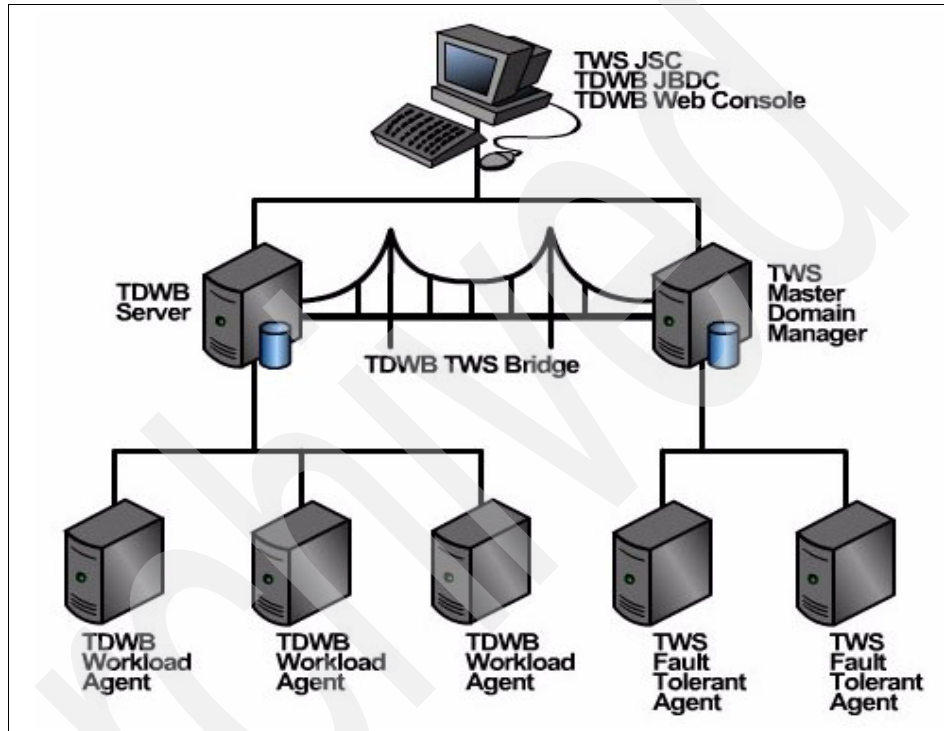 TWS JSC
TDWB JBDC
TDWB Web Console
TDWB
Server
TWS
Master
Domain
Manager
TDWB TWS Bridge
TDWB
Workload
Agent
TDWB
Workload
Agent
TDWB
Workload
Agent
TWS
Fault
Tolerant
Agent
TWS
Fault
Tolerant
Agent